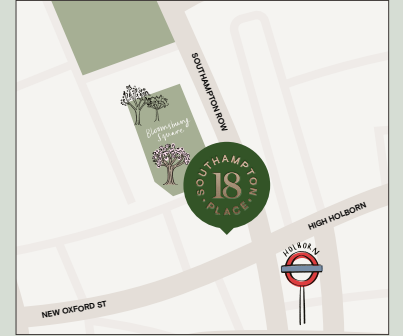 SOUTHAMPTON ROW
Bloomsbury
Square
SOUTHAMPTON
18
PLACE
HIGH HOLBORN
HOLBORN
NEW OXFORD ST